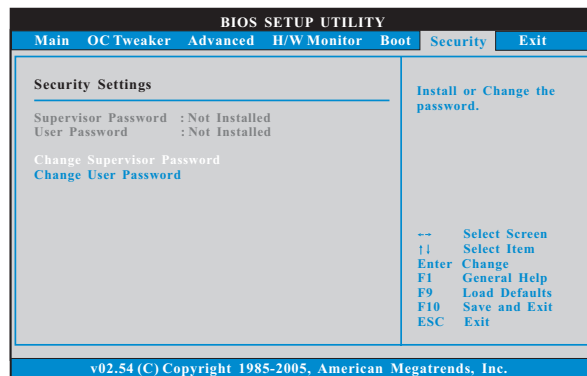 BIOS SETUP UTILITY
Main OC Tweaker Advanced H/W Monitor Boot Security Exit
Security Settings
Supervisor Password : Not Installed
User Password : Not Installed
Change Supervisor Password
Change User Password
Install or Change the
password.
←→ Select Screen
↑↓ Select Item
Enter Change
F1 General Help
F9 Load Defaults
F10 Save and Exit
ESC Exit
v02.54 (C) Copyright 1985-2005, American Megatrends, Inc.